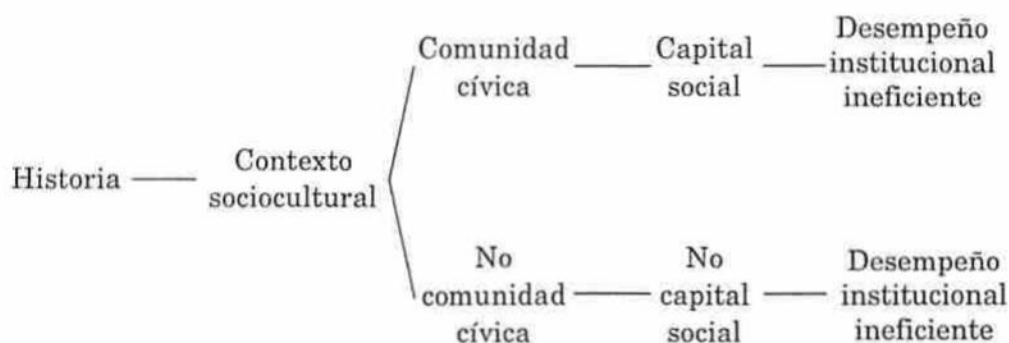 Historia
Contexto
sociocultural
Comunidad
cívica
Capital
social
Desempeño
institucional
ineficiente
No
comunidad
cívica
No
capital
social
Desempeño
institucional
ineficiente